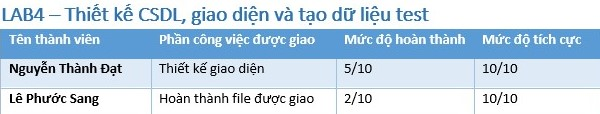 LAB4 – Thiết kế CSDL, giao diện và tạo dữ liệu test
Tên thành viên Phần công việc được giao Mức độ hoàn thành Mức độ tích cực
Nguyễn Thành Đạt Thiết kế giao diện 5/10 10/10
Lê Phước Sang Hoàn thành file được giao 2/10 10/10